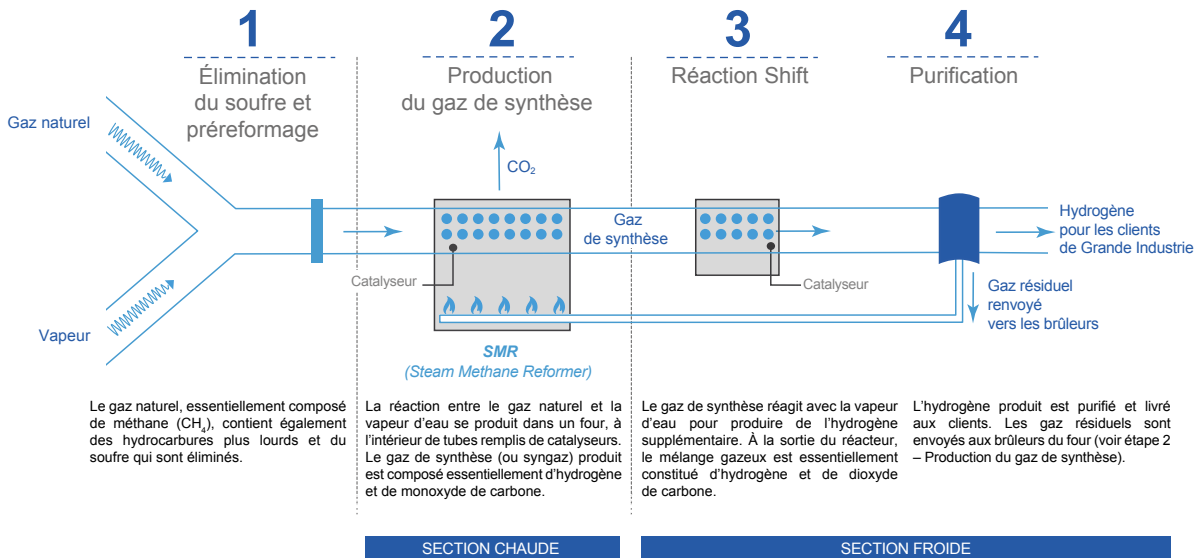 1
Élimination
du soufre et
préreformage
2
Production
du gaz de synthèse
3
Réaction Shift
4
Purification
Gaz naturel
Vapeur
CO₂
Catalyseur
SMR
(Steam Methane Reformer)
Gaz
de synthèse
Catalyseur
Hydrogène
pour les clients
de Grande Industrie
Gaz résiduel
renvoyé
vers les brûleurs
Le gaz naturel, essentiellement composé
de méthane (CH₄), contient également
des hydrocarbures plus lourds et du
soufre qui sont éliminés.
La réaction entre le gaz naturel et la
vapeur d'eau se produit dans un four, à
l'intérieur de tubes remplis de catalyseurs.
Le gaz de synthèse (ou syngaz) produit
est composé essentiellement d'hydrogène
et de monoxyde de carbone.
Le gaz de synthèse réagit avec la vapeur
d'eau pour produire de l'hydrogène
supplémentaire. À la sortie du réacteur,
le mélange gazeux est essentiellement
constitué d'hydrogène et de dioxyde
de carbone.
L'hydrogène produit est purifié et livré
aux clients. Les gaz résiduels sont
envoyés aux brûleurs du four (voir étape 2
– Production du gaz de synthèse).
SECTION CHAUDE
SECTION FROIDE